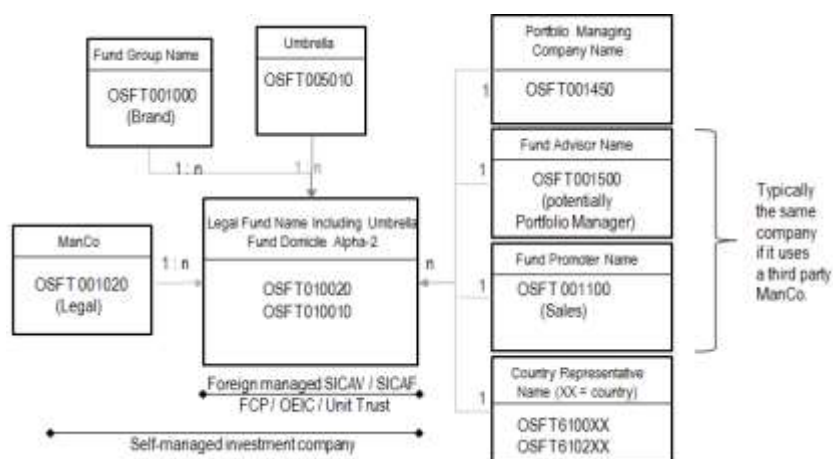 Fund Group Name
OSFT001000
(Brand)
Umbrella
OSFT005010
1 : n
1 : n
ManCo
OSFT001020
(Legal)
1 : n
Legal Fund Name Including Umbrella
Fund Domicile Alpha-2
OSFT010020
OSFT010010
n
Foreign managed SICAV / SICAF
FCP / OEIC / Unit Trust
Self-managed investment company
Portfolio Managing
Company Name
OSFT001450
1
Fund Advisor Name
OSFT001500
(potentially
Portfolio Manager)
1
Fund Promoter Name
OSFT 001100
(Sales)
1
Country Representative
Name (XX = country)
OSFT6100XX
OSFT6102XX
1
Typically
the same
company
if it uses
a third party
ManCo.